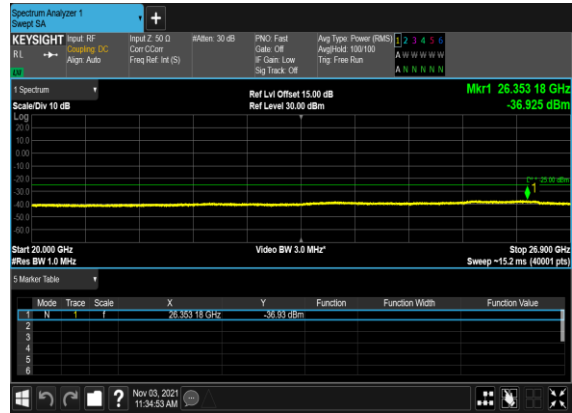 Spectrum Analyzer 1
Swept SA
+
KEYSIGHT Input: RF Input Z: 50 Ω #Atten: 30 dB PNO: Fast Avg Type: Power (RMS) 1 2 3 4 5 6
RL Coupling: DC Corr CCorr Gate: Off Avg|Hold: 100/100 A W W W W W
Align: Auto Freq Ref: Int (S) IF Gain: Low Trig: Free Run
Sig Track: Off A N N N N N
1 Spectrum Ref Lvl Offset 15.00 dB Mkr1 26.353 18 GHz
Scale/Div 10 dB Ref Level 30.00 dBm -36.925 dBm
Log
20.0
10.0
0.00
-10.0
-20.0
-30.0
-40.0
-50.0
-60.0
1
Start 20.000 GHz Video BW 3.0 MHz* Stop 26.900 GHz
#Res BW 1.0 MHz Sweep ~15.2 ms (40001 pts)
5 Marker Table
Mode Trace Scale X Y Function Function Width Function Value
1 N 1 f 26.353 18 GHz -36.93 dBm
2
3
4
5
6
? Nov 03, 2021
11:34:53 AM